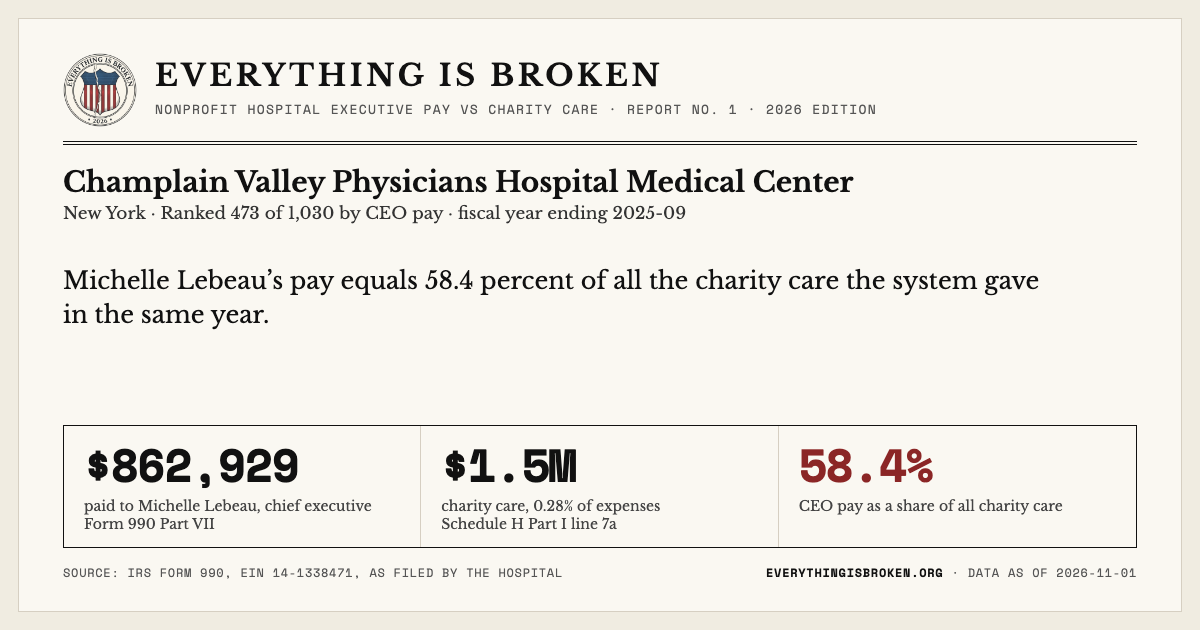 EVERYTHING IS BROKEN
2026
EVERYTHING IS BROKEN
NONPROFIT HOSPITAL EXECUTIVE PAY VS CHARITY CARE · REPORT NO. 1 · 2026 EDITION
Champlain Valley Physicians Hospital Medical Center
New York · Ranked 473 of 1,030 by CEO pay · fiscal year ending 2025-09
Michelle Lebeau’s pay equals 58.4 percent of all the charity care the system gave
in the same year.
$862,929
paid to Michelle Lebeau, chief executive
Form 990 Part VII
$1.5M
charity care, 0.28% of expenses
Schedule H Part I line 7a
58.4%
CEO pay as a share of all charity care
SOURCE: IRS FORM 990, EIN 14-1338471, AS FILED BY THE HOSPITAL
EVERYTHINGISBROKEN.ORG · DATA AS OF 2026-11-01